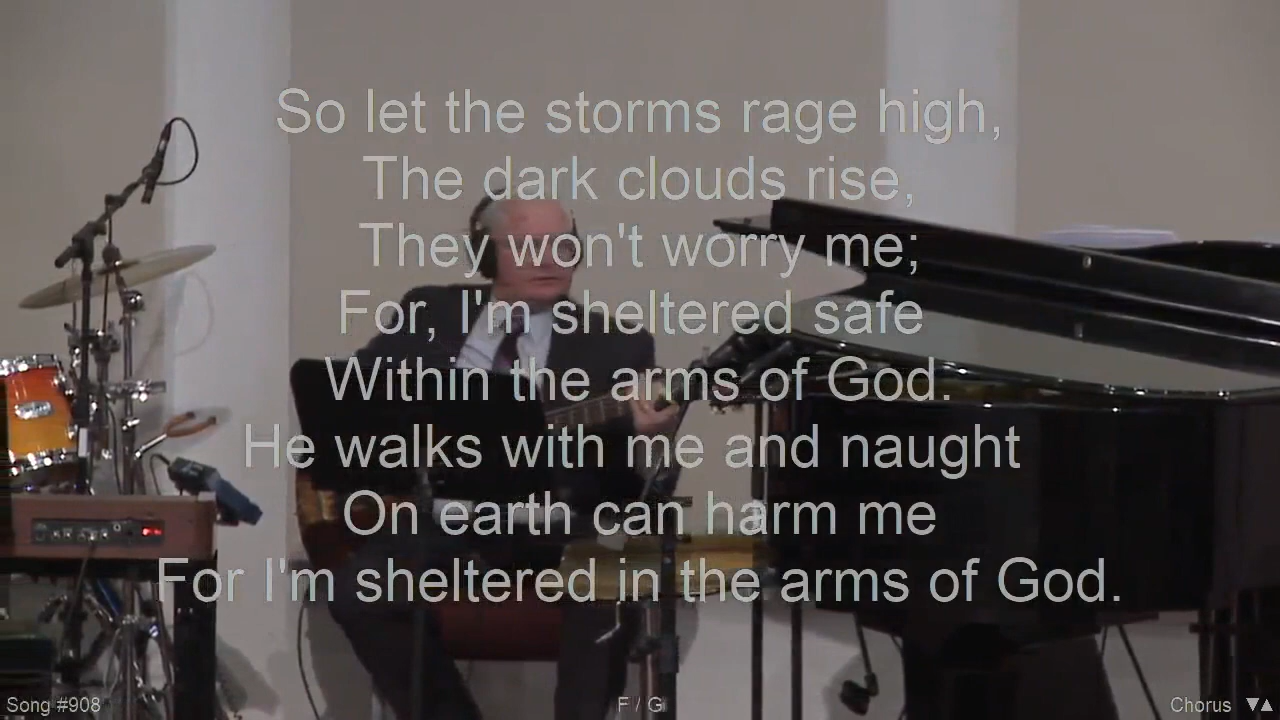 So let the storms rage high,
The dark clouds rise,
They won't worry me;
For, I'm sheltered safe
Within the arms of God.
He walks with me and naught
On earth can harm me
For I'm sheltered in the arms of God.
Song #908
F / G
Chorus ▼▲